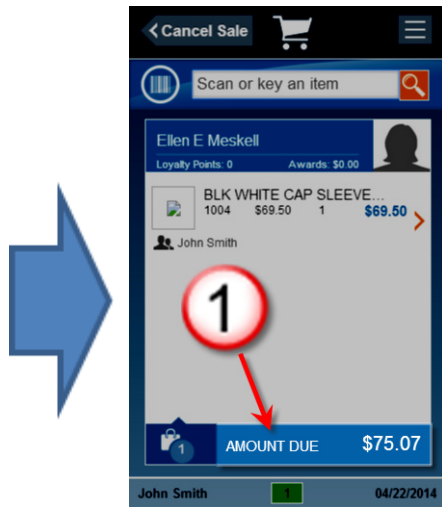 Cancel Sale
Scan or key an item
Ellen E Meskell
Loyalty Points: 0 Awards: $0.00
BLK WHITE CAP SLEEVE...
1004 $69.50 1 $69.50
John Smith
1
1 AMOUNT DUE $75.07
John Smith 1 04/22/2014